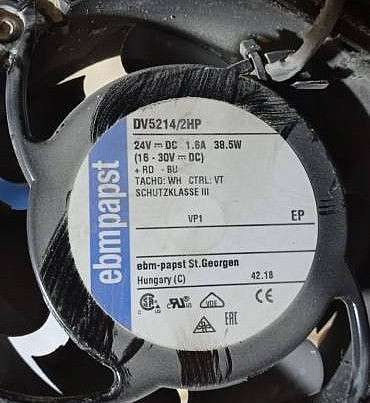 ebmpapst
DV5214/2HP
24V ⎓ DC 1.6A 38.5W
(16 - 30V ⎓ DC)
+ RD - BU
TACHO: WH CTRL: VT
SCHUTZKLASSE III
VP1 EP
ebm-papst St.Georgen
Hungary (C) 42.18
VDE CE
EAC